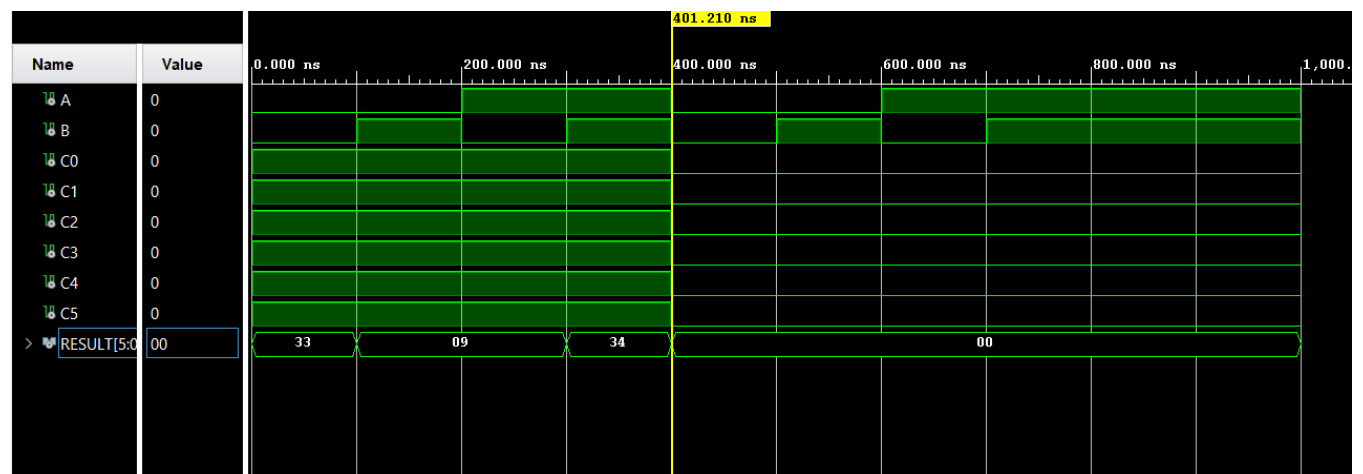 401.210 ns
Name Value 0.000 ns 200.000 ns 400.000 ns 600.000 ns 800.000 ns 1,000.
A 0
B 0
C0 0
C1 0
C2 0
C3 0
C4 0
C5 0
RESULT[5:0 00 33 09 34 00